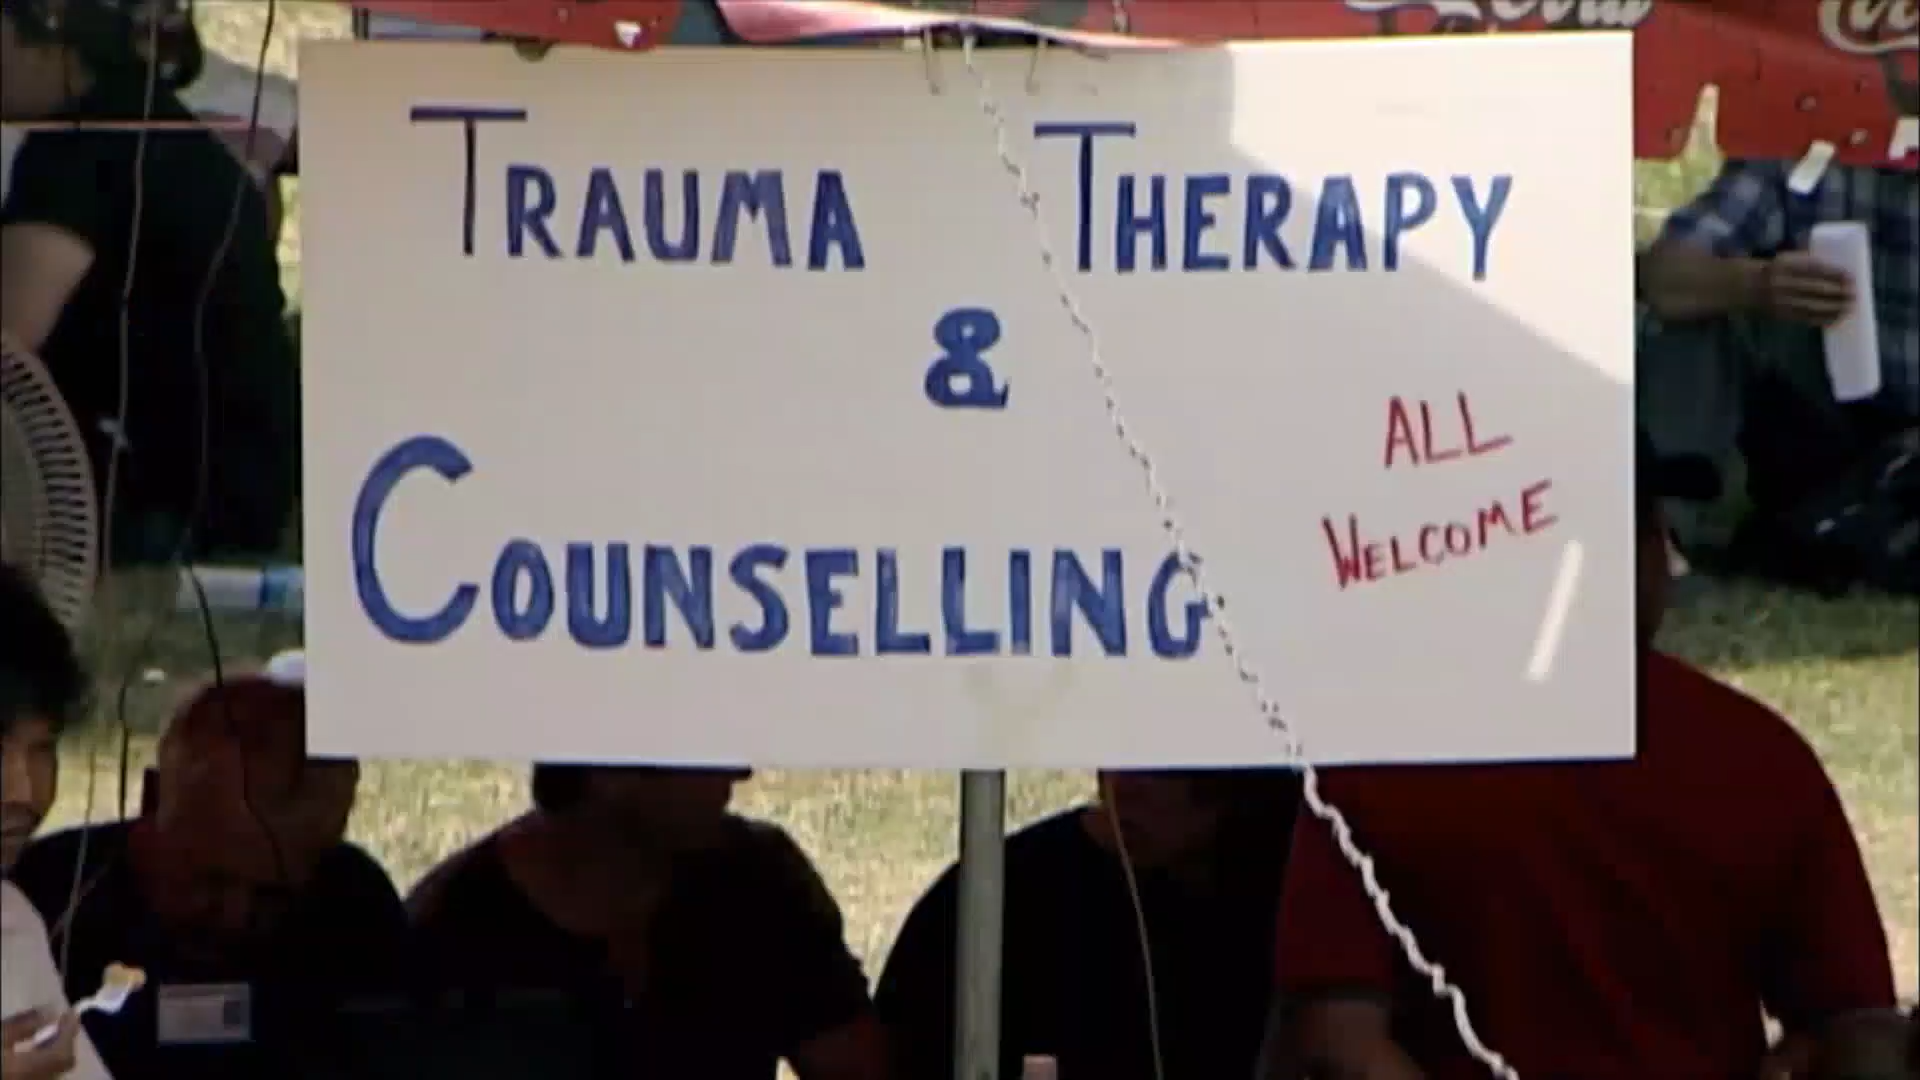 TRAUMA THERAPY
&
COUNSELLING
ALL
WELCOME